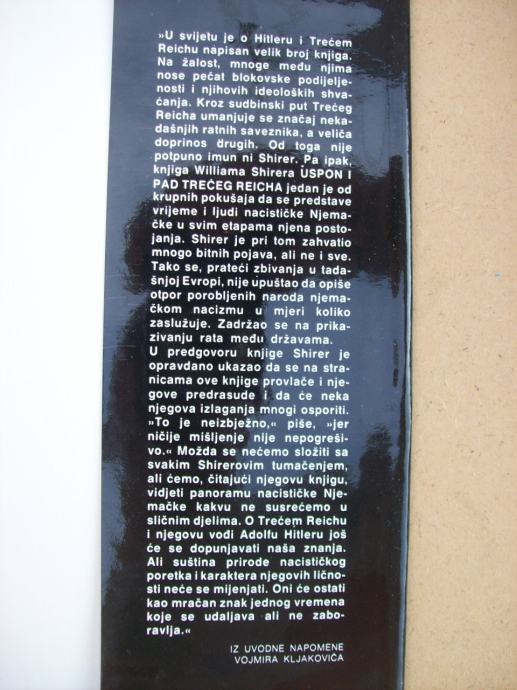 »U svijetu je o Hitleru i Trećem
Reichu napisan velik broj knjiga.
Na žalost, mnoge među njima
nose pečat blokovske podijelje-
nosti i njihovih ideoloških shva-
ćanja. Kroz sudbinski put Trećeg
Reicha umanjuje se značaj neka-
dašnjih ratnih saveznika, a veliča
doprinos drugih. Od toga nije
potpuno imun ni Shirer. Pa ipak,
knjiga Williama Shirera USPON I
PAD TREĆEG REICHA jedan je od
krupnih pokušaja da se predstave
vrijeme i ljudi nacističke Njema-
čke u svim etapama njena posto-
janja. Shirer je pri tom zahvatio
mnogo bitnih pojava, ali ne i sve.
Tako se, prateći zbivanja u tada-
šnjoj Evropi, nije upuštao da opiše
otpor porobljenih naroda njema-
čkom nacizmu u mjeri koliko
zaslužuje. Zadržao se na prika-
zivanju rata među državama.
U predgovoru knjige Shirer je
opravdano ukazao da se na stra-
nicama ove knjige provlače i nje-
gove predrasude i da će neka
njegova izlaganja mnogi osporiti.
»To je neizbježno,« piše, »jer
ničije mišljenje nije nepogreši-
vo.« Možda se nećemo složiti sa
svakim Shirerovim tumačenjem,
ali ćemo, čitajući njegovu knjigu,
vidjeti panoramu nacističke Nje-
mačke kakvu ne susrećemo u
sličnim djelima. O Trećem Reichu
i njegovu vođi Adolfu Hitleru još
će se dopunjavati naša znanja.
Ali suština prirode nacističkog
poretka i karaktera njegovih lično-
sti neće se mijenjati. Oni će ostati
kao mračan znak jednog vremena
koje se udaljava ali ne zabo-
ravlja.«
IZ UVODNE NAPOMENE
VOJMIRA KLJAKOVIĆA